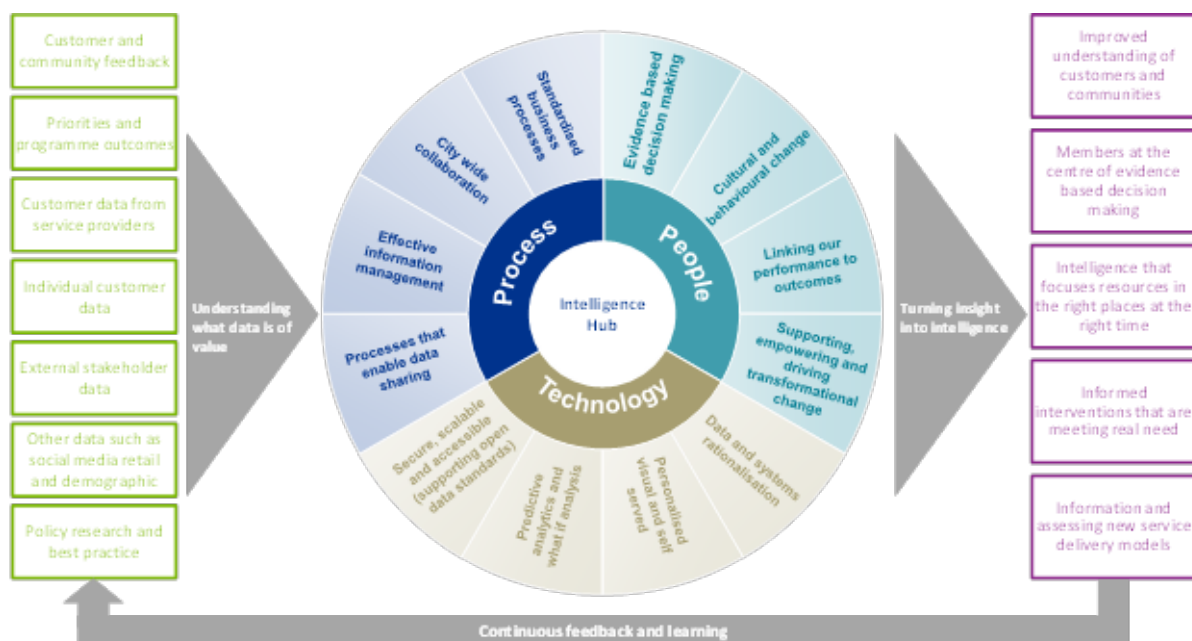 Customer and
community feedback
Priorities and
programme outcomes
Customer data from
service providers
Individual customer
data
External stakeholder
data
Other data such as
social media retail
and demographic
Policy research and
best practice
Understanding
what data is of
value
Process
People
Technology
Intelligence
Hub
Standardised
business
processes
City wide
collaboration
Effective
information
management
Processes that
enable data
sharing
Evidence based
decision making
Cultural and
behavioural change
Linking our
performance to
outcomes
Supporting,
empowering and
driving
transformational
change
Data and systems
rationalisation
Personalised
visual and self
served
Predictive
analytics and
what if analysis
Secure, scalable
and accessible
(supporting open
data standards)
Turning insight
into intelligence
Improved
understanding of
customers and
communities
Members at the
centre of evidence
based decision
making
Intelligence that
focuses resources in
the right places at the
right time
Informed
interventions that are
meeting real need
Information and
assessing new service
delivery models
Continuous feedback and learning